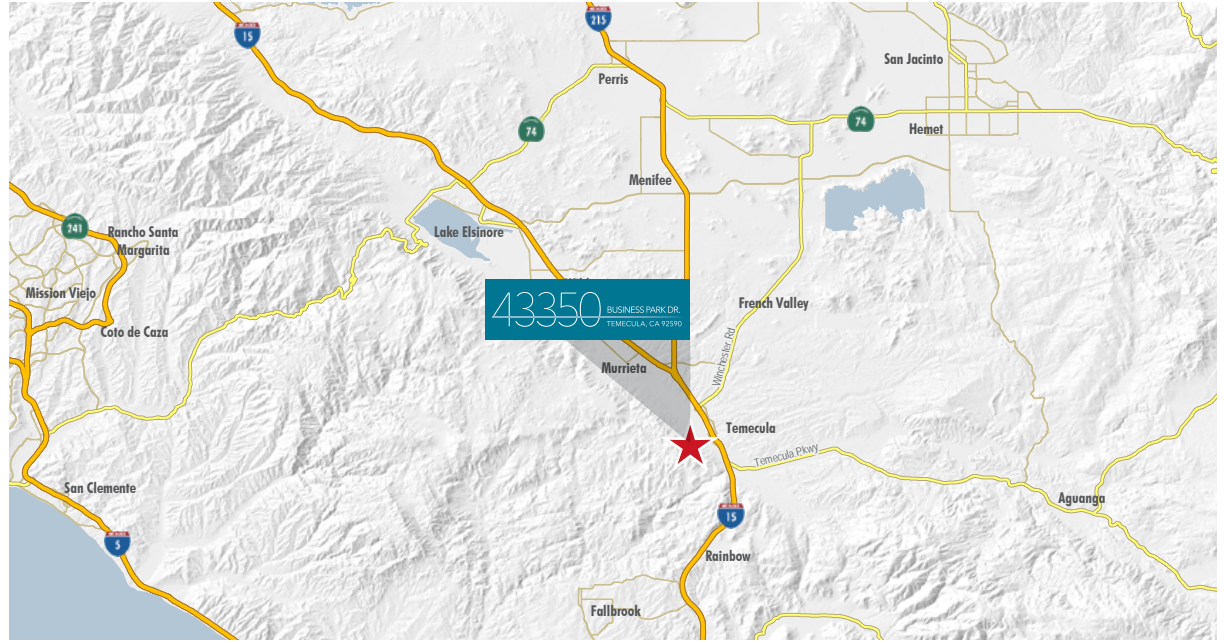 15
215
San Jacinto
Perris
74
74
Hemet
Menifee
241
Rancho Santa
Margarita
Lake Elsinore
Mission Viejo
43350
BUSINESS PARK DR.
TEMECULA, CA 92590
French Valley
Coto de Caza
Winchester Rd
Murrieta
Temecula
Temecula Pkwy
San Clemente
Aguanga
15
5
Rainbow
Fallbrook